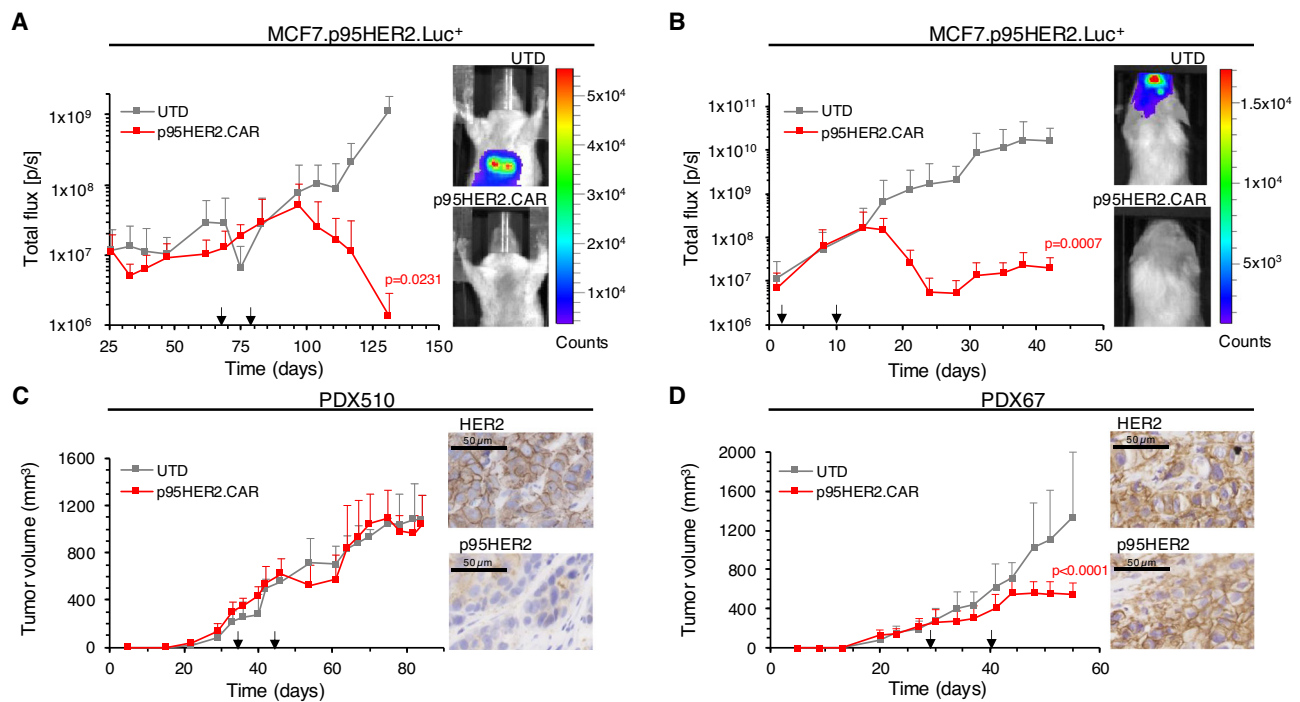 A
MCF7.p95HER2.Luc⁺
UTD
p95HER2.CAR
Total flux [p/s]
1x10⁹
1x10⁸
1x10⁷
1x10⁶
25
50
75
100
125
150
Time (days)
p=0.0231
UTD
p95HER2.CAR
5x10⁴
4x10⁴
3x10⁴
2x10⁴
1x10⁴
Counts
B
MCF7.p95HER2.Luc⁺
UTD
p95HER2.CAR
Total flux [p/s]
1x10¹¹
1x10¹⁰
1x10⁹
1x10⁸
1x10⁷
1x10⁶
0
10
20
30
40
50
Time (days)
p=0.0007
UTD
p95HER2.CAR
1.5x10⁴
1x10⁴
5x10³
Counts
C
PDX510
UTD
p95HER2.CAR
Tumor volume (mm³)
1600
1200
800
400
0
0
20
40
60
80
Time (days)
HER2
50 µm
p95HER2
50 µm
D
PDX67
UTD
p95HER2.CAR
Tumor volume (mm³)
2000
1600
1200
800
400
0
0
20
40
60
Time (days)
p<0.0001
HER2
50 µm
p95HER2
50 µm